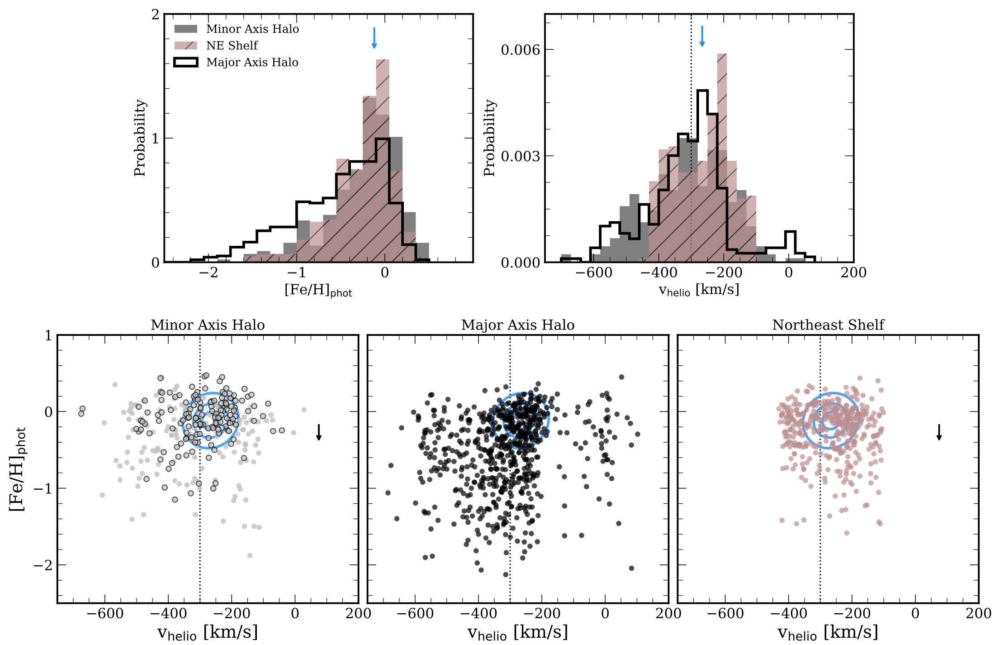 2
1
0
Probability
Minor Axis Halo
NE Shelf
Major Axis Halo
−2 −1 0
[Fe/H]phot
0.006
0.003
0.000
Probability
−600 −400 −200 0 200
vhelio [km/s]
Minor Axis Halo
Major Axis Halo
Northeast Shelf
1
0
−1
−2
[Fe/H]phot
−600 −400 −200 0 200
−600 −400 −200 0 200
−600 −400 −200 0 200
vhelio [km/s]
vhelio [km/s]
vhelio [km/s]